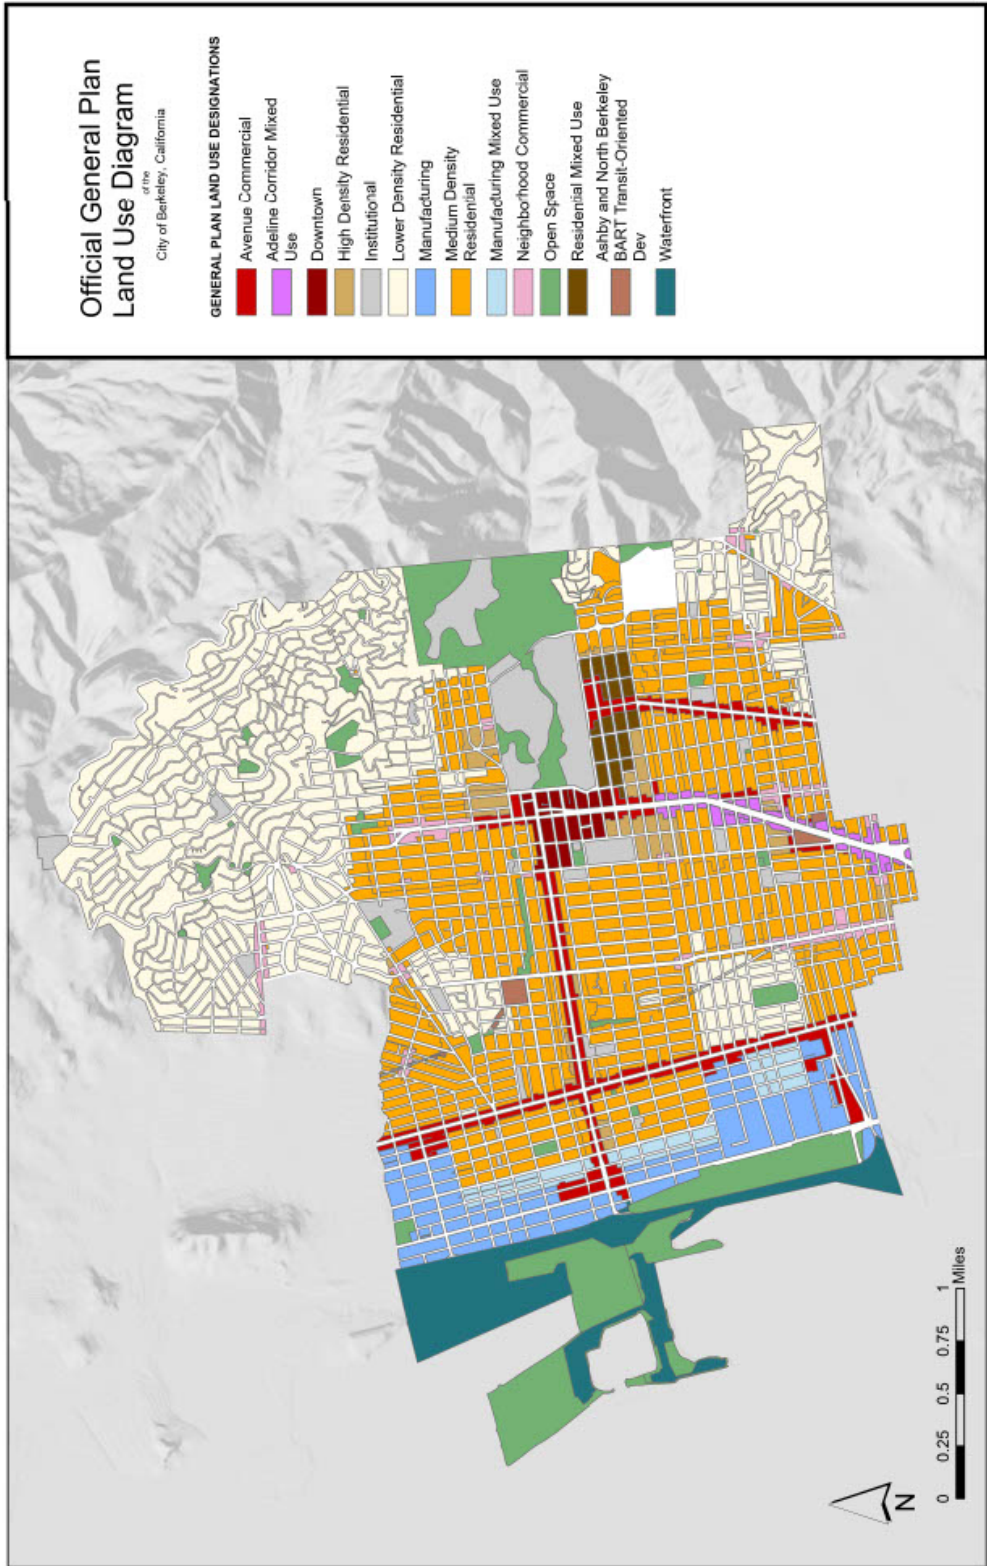 Official General Plan
Land Use Diagram
of the
City of Berkeley, California
GENERAL PLAN LAND USE DESIGNATIONS
Avenue Commercial
Adeline Corridor Mixed
Use
Downtown
High Density Residential
Institutional
Lower Density Residential
Manufacturing
Medium Density
Residential
Manufacturing Mixed Use
Neighborhood Commercial
Open Space
Residential Mixed Use
Ashby and North Berkeley
BART Transit-Oriented
Dev
Waterfront
N
0 0.25 0.5 0.75 1
Miles